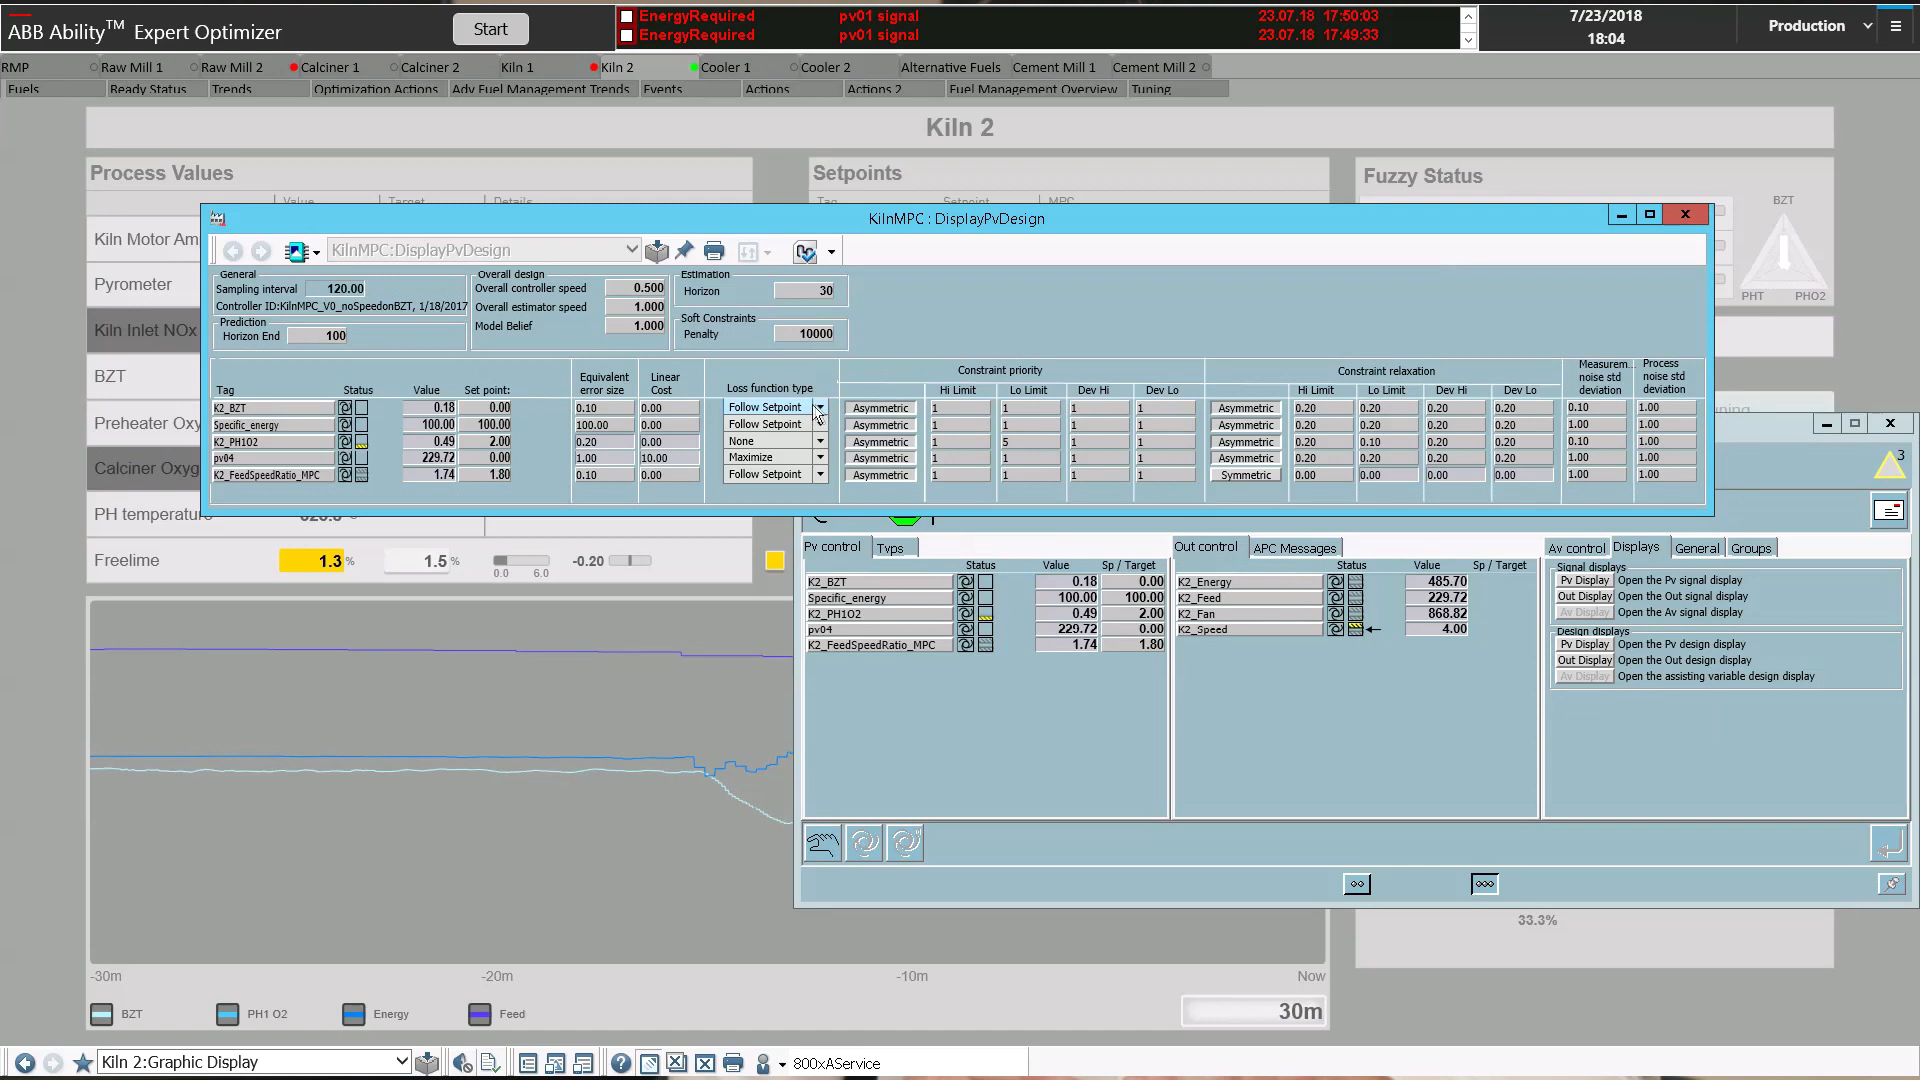 ABB Ability™ Expert Optimizer
Start
EnergyRequired pv01 signal 23.07.18 17:50:03
EnergyRequired pv01 signal 23.07.18 17:49:33
7/23/2018
18:04
Production
RMP Raw Mill 1 Raw Mill 2 Calciner 1 Calciner 2 Kiln 1 Kiln 2 Cooler 1 Cooler 2 Alternative Fuels Cement Mill 1 Cement Mill 2
Fuels Ready Status Trends Optimization Actions Adv Fuel Management Trends Events Actions Actions 2 Fuel Management Overview Tuning
Kiln 2
Process Values
Setpoints
Fuzzy Status
Value Target Details
Tag Setpoint MPC
BZT
PHT PHO2
Kiln Motor Am
Pyrometer
Kiln Inlet NOx
BZT
Preheater Oxy
Calciner Oxyg
PH temperatur
Freelime 1.3 % 1.5 % 0.0 6.0 -0.20
KilnMPC : DisplayPvDesign
KilnMPC:DisplayPvDesign
General
Sampling interval 120.00
Controller ID:KilnMPC_V0_noSpeedonBZT, 1/18/2017
Prediction
Horizon End 100
Overall design
Overall controller speed 0.500
Overall estimator speed 1.000
Model Belief 1.000
Estimation
Horizon 30
Soft Constraints
Penalty 10000
Tag Status Value Set point: Equivalent error size Linear Cost Loss function type
Constraint priority
Hi Limit Lo Limit Dev Hi Dev Lo
Constraint relaxation
Hi Limit Lo Limit Dev Hi Dev Lo
Measurem... noise std deviation
Process noise std deviation
K2_BZT 0.18 0.00 0.10 0.00 Follow Setpoint Asymmetric 1 1 1 1 Asymmetric 0.20 0.20 0.20 0.20 0.10 1.00
Specific_energy 100.00 100.00 100.00 0.00 Follow Setpoint Asymmetric 1 1 1 1 Asymmetric 0.20 0.20 0.20 0.20 1.00 1.00
K2_PH1O2 0.49 2.00 0.20 0.00 None Asymmetric 1 5 1 1 Asymmetric 0.20 0.10 0.20 0.20 0.10 1.00
pv04 229.72 0.00 1.00 10.00 Maximize Asymmetric 1 1 1 1 Asymmetric 0.20 0.20 0.20 0.20 1.00 1.00
K2_FeedSpeedRatio_MPC 1.74 1.80 0.10 0.00 Follow Setpoint Asymmetric 1 1 1 1 Symmetric 0.00 0.00 0.00 0.00 1.00 1.00
3
Pv control Tvps
Status Value Sp / Target
K2_BZT 0.18 0.00
Specific_energy 100.00 100.00
K2_PH1O2 0.49 2.00
pv04 229.72 0.00
K2_FeedSpeedRatio_MPC 1.74 1.80
Out control APC Messages
Status Value Sp / Target
K2_Energy 485.70
K2_Feed 229.72
K2_Fan 868.82
K2_Speed 4.00
Av control Displays General Groups
Signal displays
Pv Display Open the Pv signal display
Out Display Open the Out signal display
Av Display Open the Av signal display
Design displays
Pv Display Open the Pv design display
Out Display Open the Out design display
Av Display Open the assisting variable design display
33.3%
-30m -20m -10m Now
BZT PH1 O2 Energy Feed 30m
Kiln 2:Graphic Display
800xAService